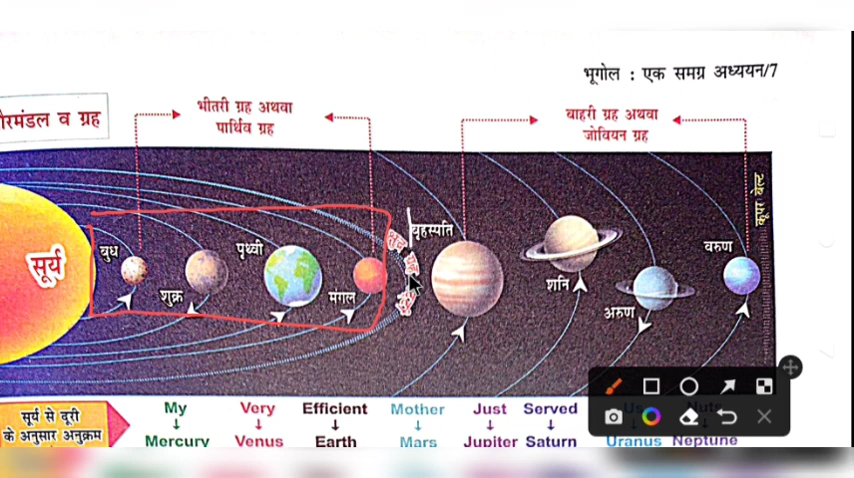 भूगोल : एक समग्र अध्ययन/7
रमंडल व ग्रह
भीतरी ग्रह अथवा
पार्थिव ग्रह
बाहरी ग्रह अथवा
जोवियन ग्रह
कूपर बेल्ट
सूर्य
बुध
शुक्र
पृथ्वी
मंगल
बृहस्पति
शनि
अरुण
वरुण
सूर्य से दूरी
के अनुसार अनुक्रम
My Very Efficient Mother Just Served
Mercury Venus Earth Mars Jupiter Saturn Uranus Neptune